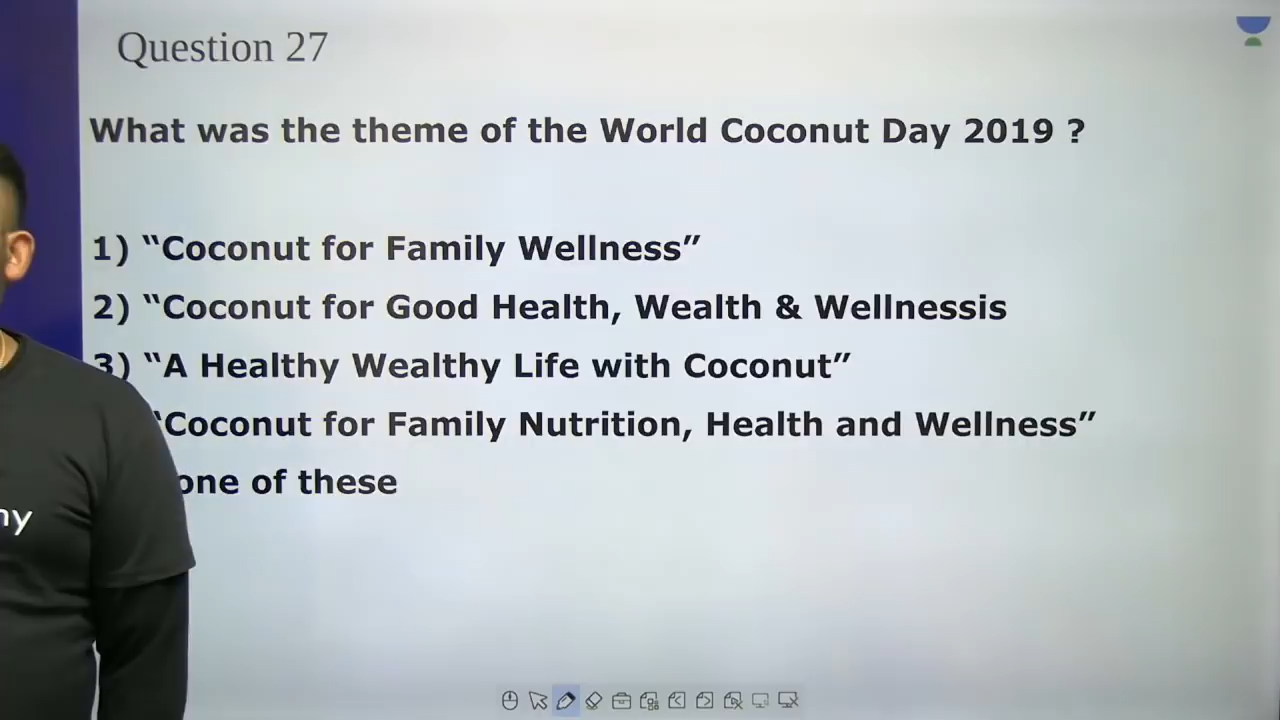 Question 27
What was the theme of the World Coconut Day 2019 ?
1) “Coconut for Family Wellness”
2) “Coconut for Good Health, Wealth & Wellnessis
3) “A Healthy Wealthy Life with Coconut”
“Coconut for Family Nutrition, Health and Wellness”
of these